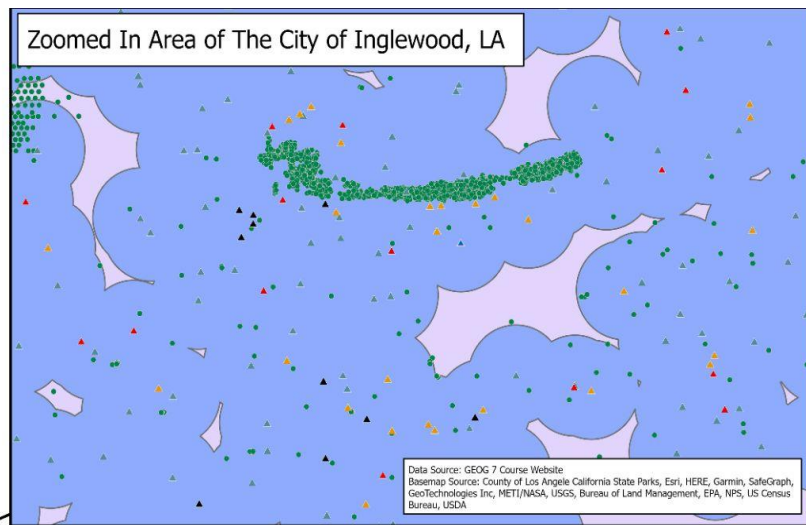 Zoomed In Area of The City of Inglewood, LA
Data Source: GEOG 7 Course Website
Basemap Source: County of Los Angele California State Parks, Esri, HERE, Garmin, SafeGraph,
GeoTechnologies Inc, METI/NASA, USGS, Bureau of Land Management, EPA, NPS, US Census
Bureau, USDA